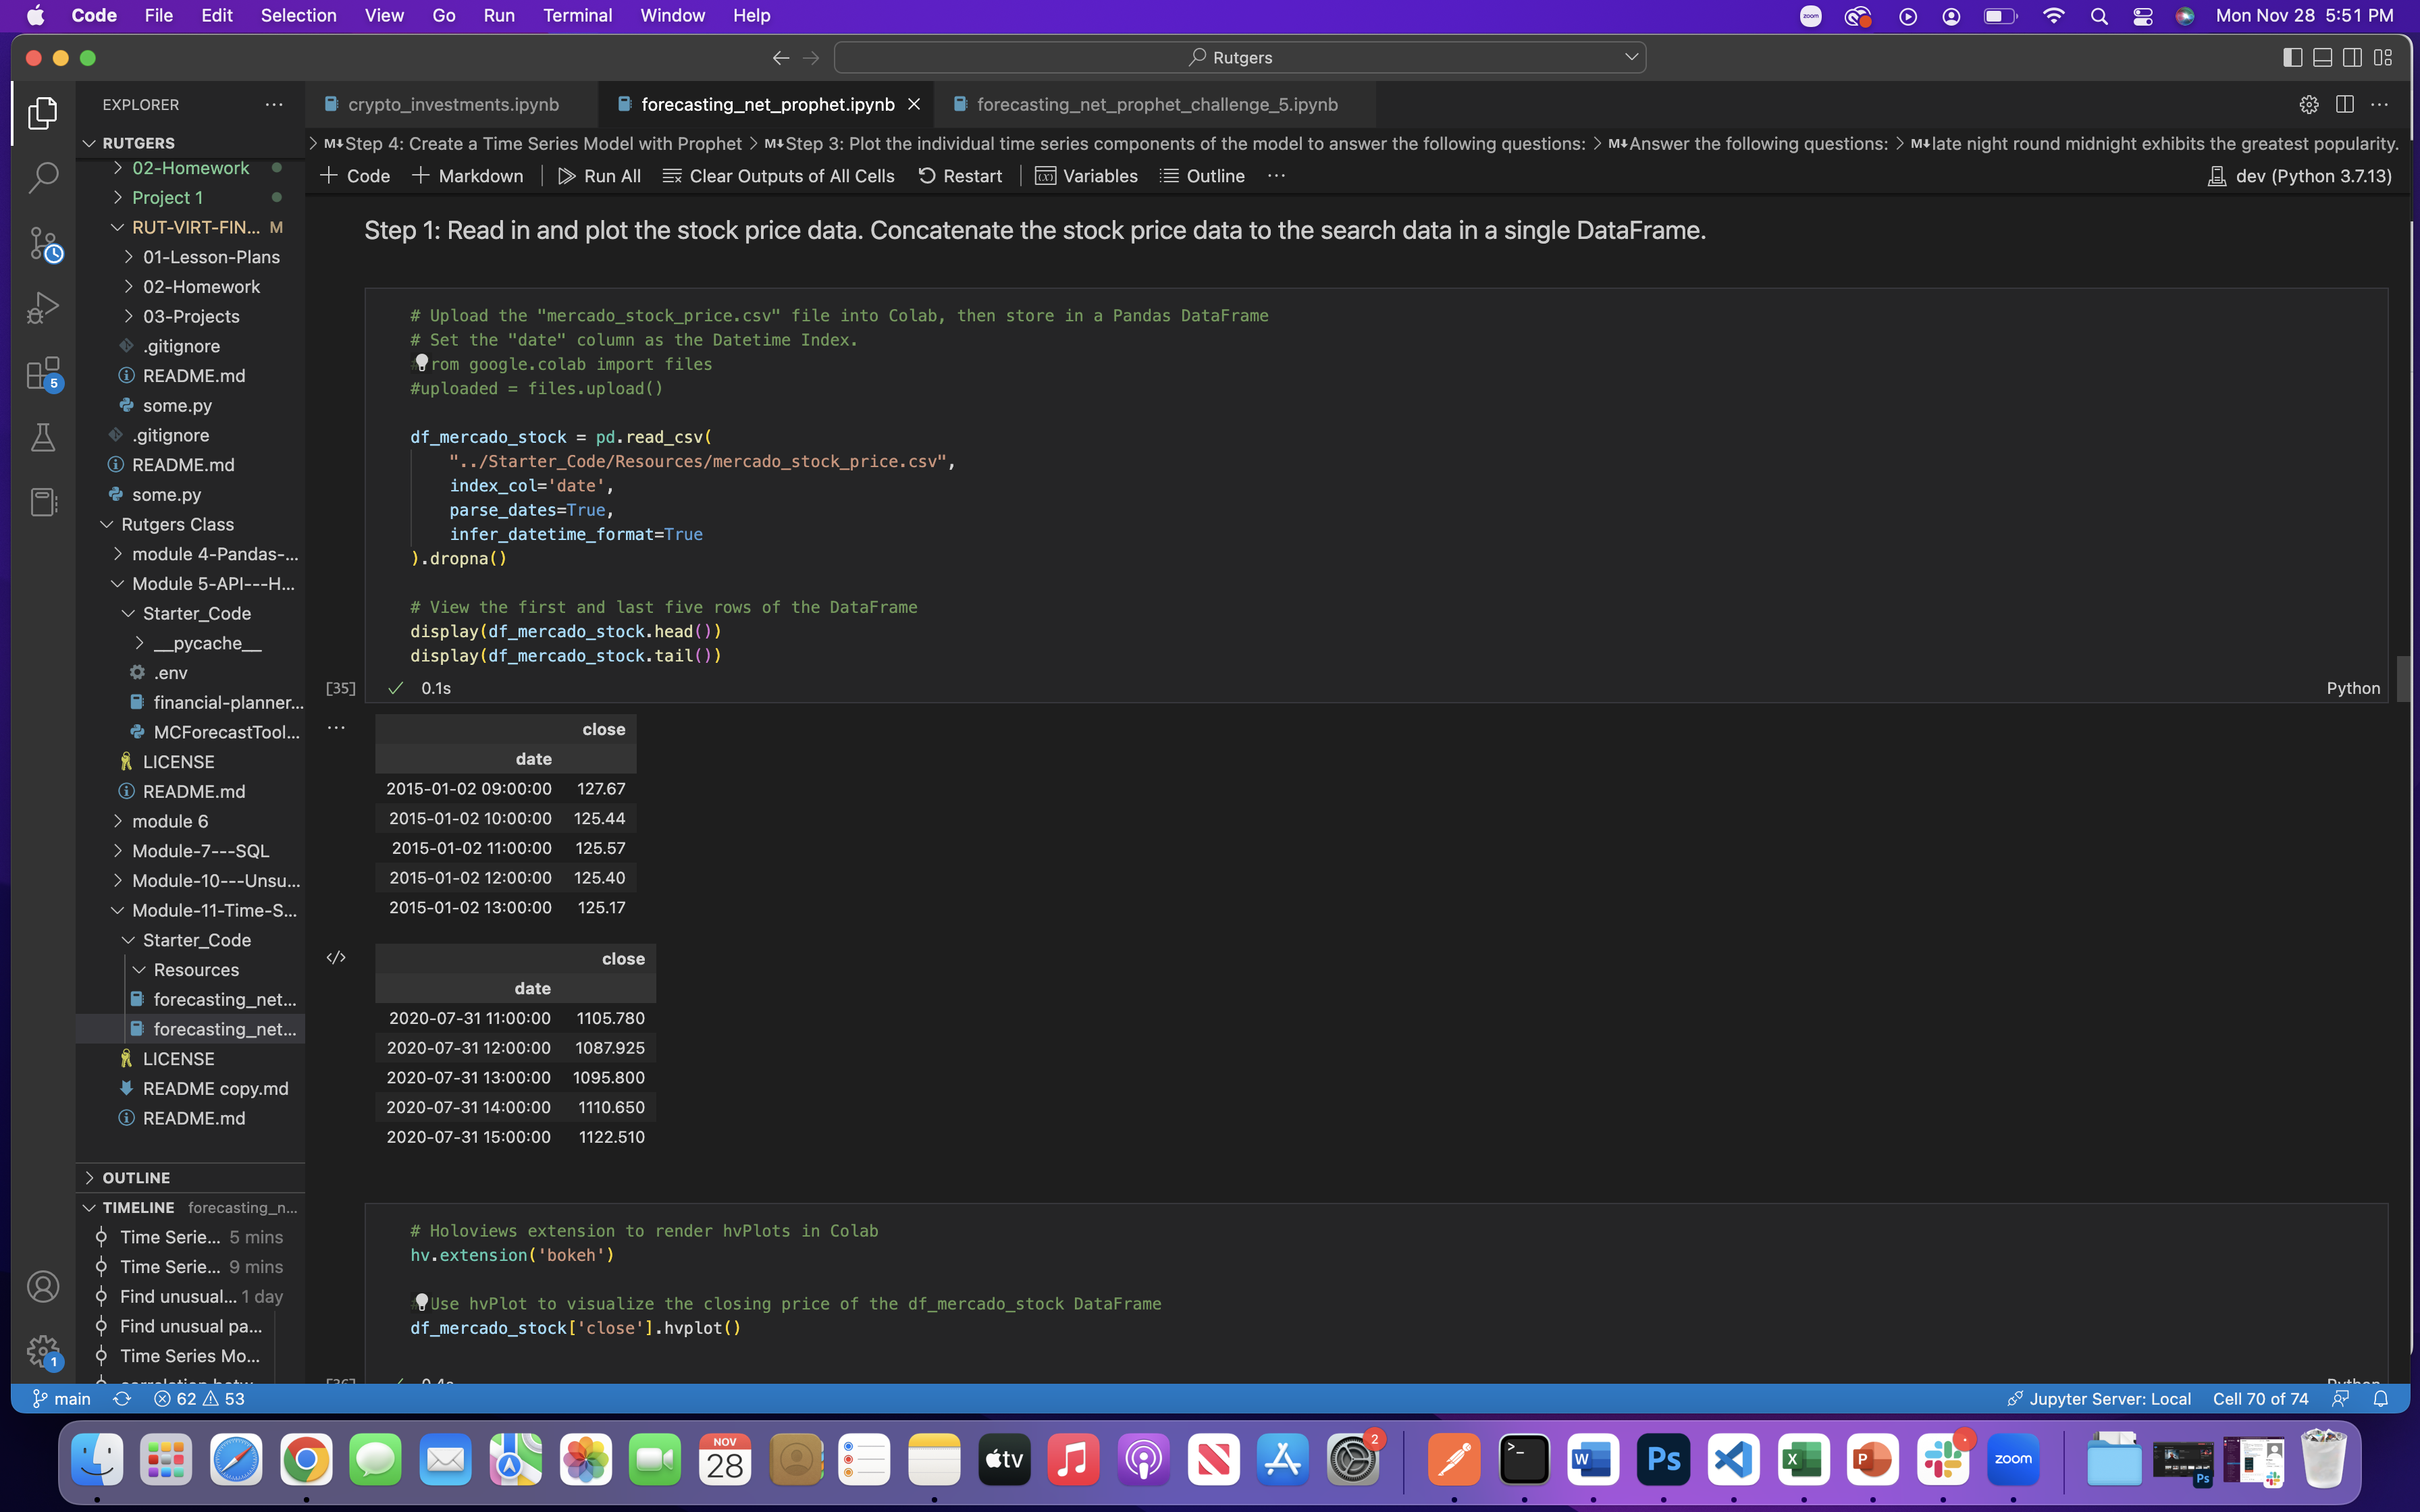 Code File Edit Selection View Go Run Terminal Window Help
zoom
Mon Nov 28 5:51 PM
Rutgers
EXPLORER
crypto_investments.ipynb
forecasting_net_prophet.ipynb
forecasting_net_prophet_challenge_5.ipynb
RUTGERS
02-Homework
Project 1
RUT-VIRT-FIN... M
01-Lesson-Plans
02-Homework
03-Projects
.gitignore
README.md
some.py
.gitignore
README.md
some.py
Rutgers Class
module 4-Pandas-...
Module 5-API---H...
Starter_Code
__pycache__
.env
financial-planner...
MCForecastTool...
LICENSE
README.md
module 6
Module-7---SQL
Module-10---Unsu...
Module-11-Time-S...
Starter_Code
Resources
forecasting_net...
forecasting_net...
LICENSE
README copy.md
README.md
OUTLINE
TIMELINE forecasting_n...
Time Serie... 5 mins
Time Serie... 9 mins
Find unusual... 1 day
Find unusual pa...
Time Series Mo...
5
1
> M↓Step 4: Create a Time Series Model with Prophet > M↓Step 3: Plot the individual time series components of the model to answer the following questions: > M↓Answer the following questions: > M↓late night round midnight exhibits the greatest popularity.
+ Code + Markdown Run All Clear Outputs of All Cells Restart Variables Outline ...
dev (Python 3.7.13)
Step 1: Read in and plot the stock price data. Concatenate the stock price data to the search data in a single DataFrame.
# Upload the "mercado_stock_price.csv" file into Colab, then store in a Pandas DataFrame
# Set the "date" column as the Datetime Index.
rom google.colab import files
#uploaded = files.upload()
df_mercado_stock = pd.read_csv(
"../Starter_Code/Resources/mercado_stock_price.csv",
index_col='date',
parse_dates=True,
infer_datetime_format=True
).dropna()
# View the first and last five rows of the DataFrame
display(df_mercado_stock.head())
display(df_mercado_stock.tail())
[35] 0.1s
Python
close
date
2015-01-02 09:00:00 127.67
2015-01-02 10:00:00 125.44
2015-01-02 11:00:00 125.57
2015-01-02 12:00:00 125.40
2015-01-02 13:00:00 125.17
close
date
2020-07-31 11:00:00 1105.780
2020-07-31 12:00:00 1087.925
2020-07-31 13:00:00 1095.800
2020-07-31 14:00:00 1110.650
2020-07-31 15:00:00 1122.510
# Holoviews extension to render hvPlots in Colab
hv.extension('bokeh')
Use hvPlot to visualize the closing price of the df_mercado_stock DataFrame
df_mercado_stock['close'].hvplot()
main 62 53
Jupyter Server: Local Cell 70 of 74
NOV
28
tv
2
W
Ps
X
P
zoom
Ps